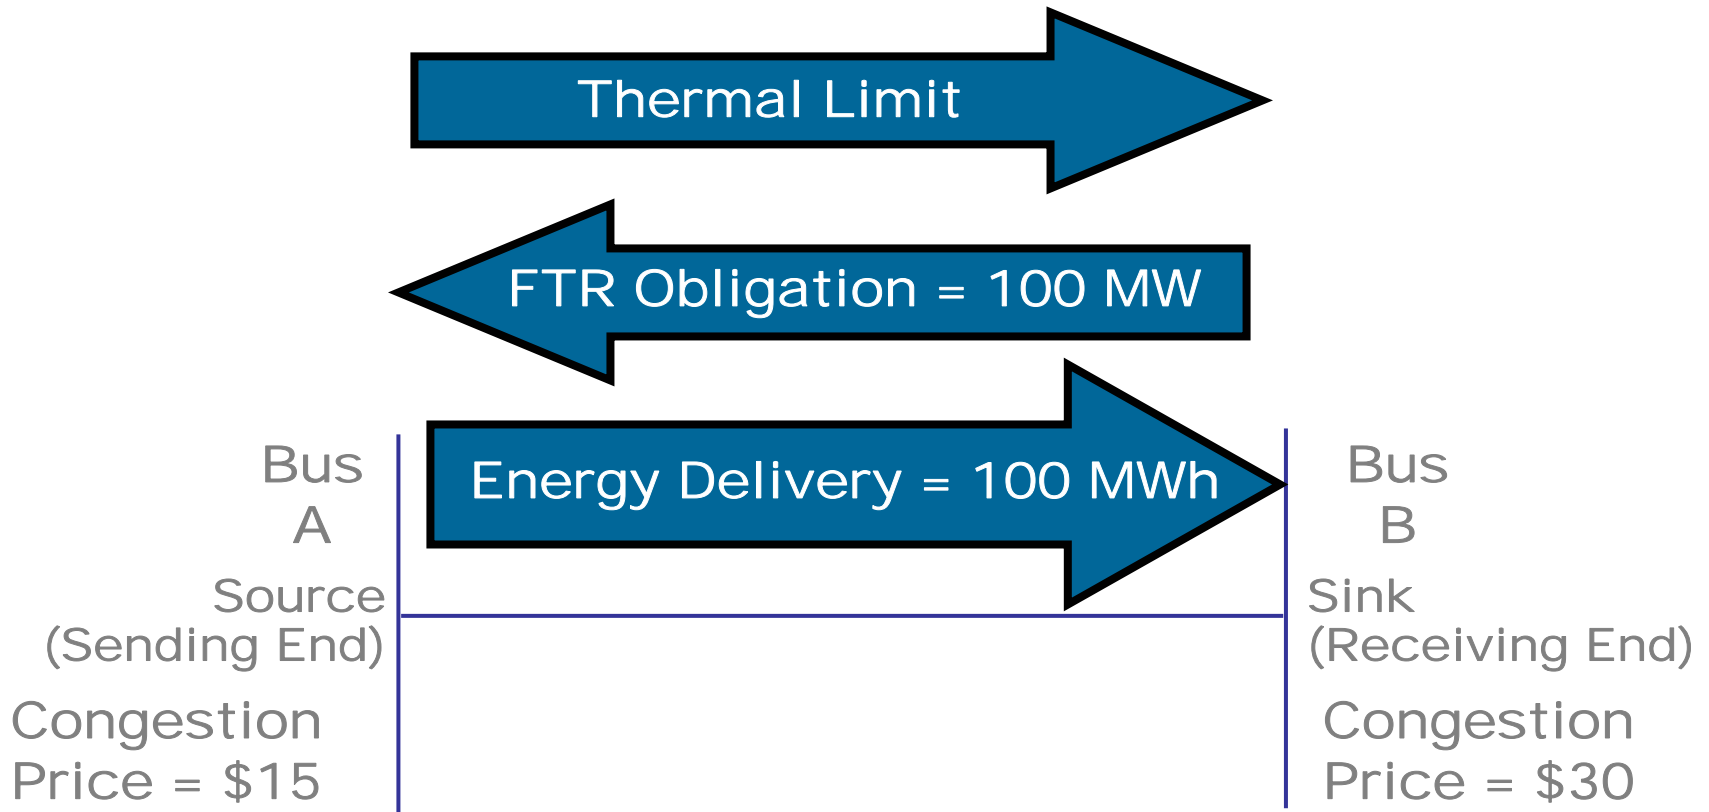 Thermal Limit
FTR Obligation = 100 MW
Energy Delivery = 100 MWh
Bus
A
Source
(Sending End)
Congestion
Price = $15
Bus
B
Sink
(Receiving End)
Congestion
Price = $30